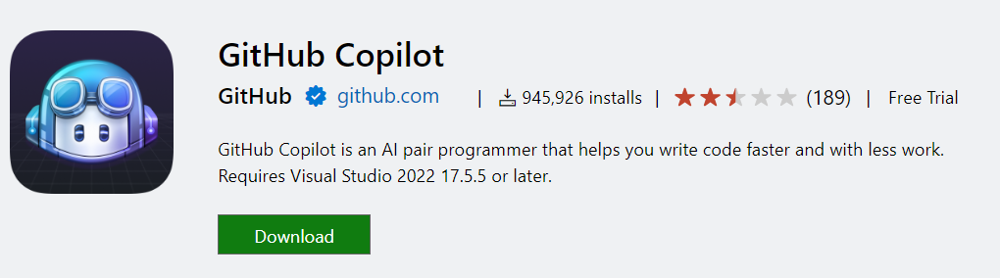 GitHub Copilot
GitHub github.com | 945,926 installs | (189) | Free Trial
GitHub Copilot is an AI pair programmer that helps you write code faster and with less work.
Requires Visual Studio 2022 17.5.5 or later.
Download